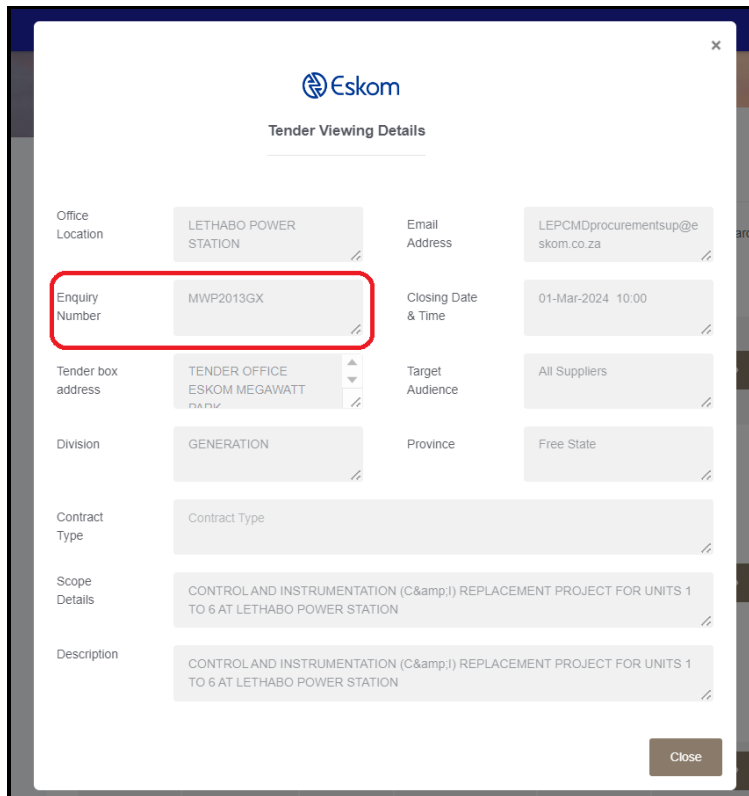 ×
Eskom
Tender Viewing Details
Office
Location
LETHABO POWER
STATION
Email
Address
LEPCMDprocurementsup@e
skom.co.za
Enquiry
Number
MWP2013GX
Closing Date
& Time
01-Mar-2024 10:00
Tender box
address
TENDER OFFICE
ESKOM MEGAWATT
PARK
Target
Audience
All Suppliers
Division
GENERATION
Province
Free State
Contract
Type
Contract Type
Scope
Details
CONTROL AND INSTRUMENTATION (C&amp;I) REPLACEMENT PROJECT FOR UNITS 1
TO 6 AT LETHABO POWER STATION
Description
CONTROL AND INSTRUMENTATION (C&amp;I) REPLACEMENT PROJECT FOR UNITS 1
TO 6 AT LETHABO POWER STATION
Close